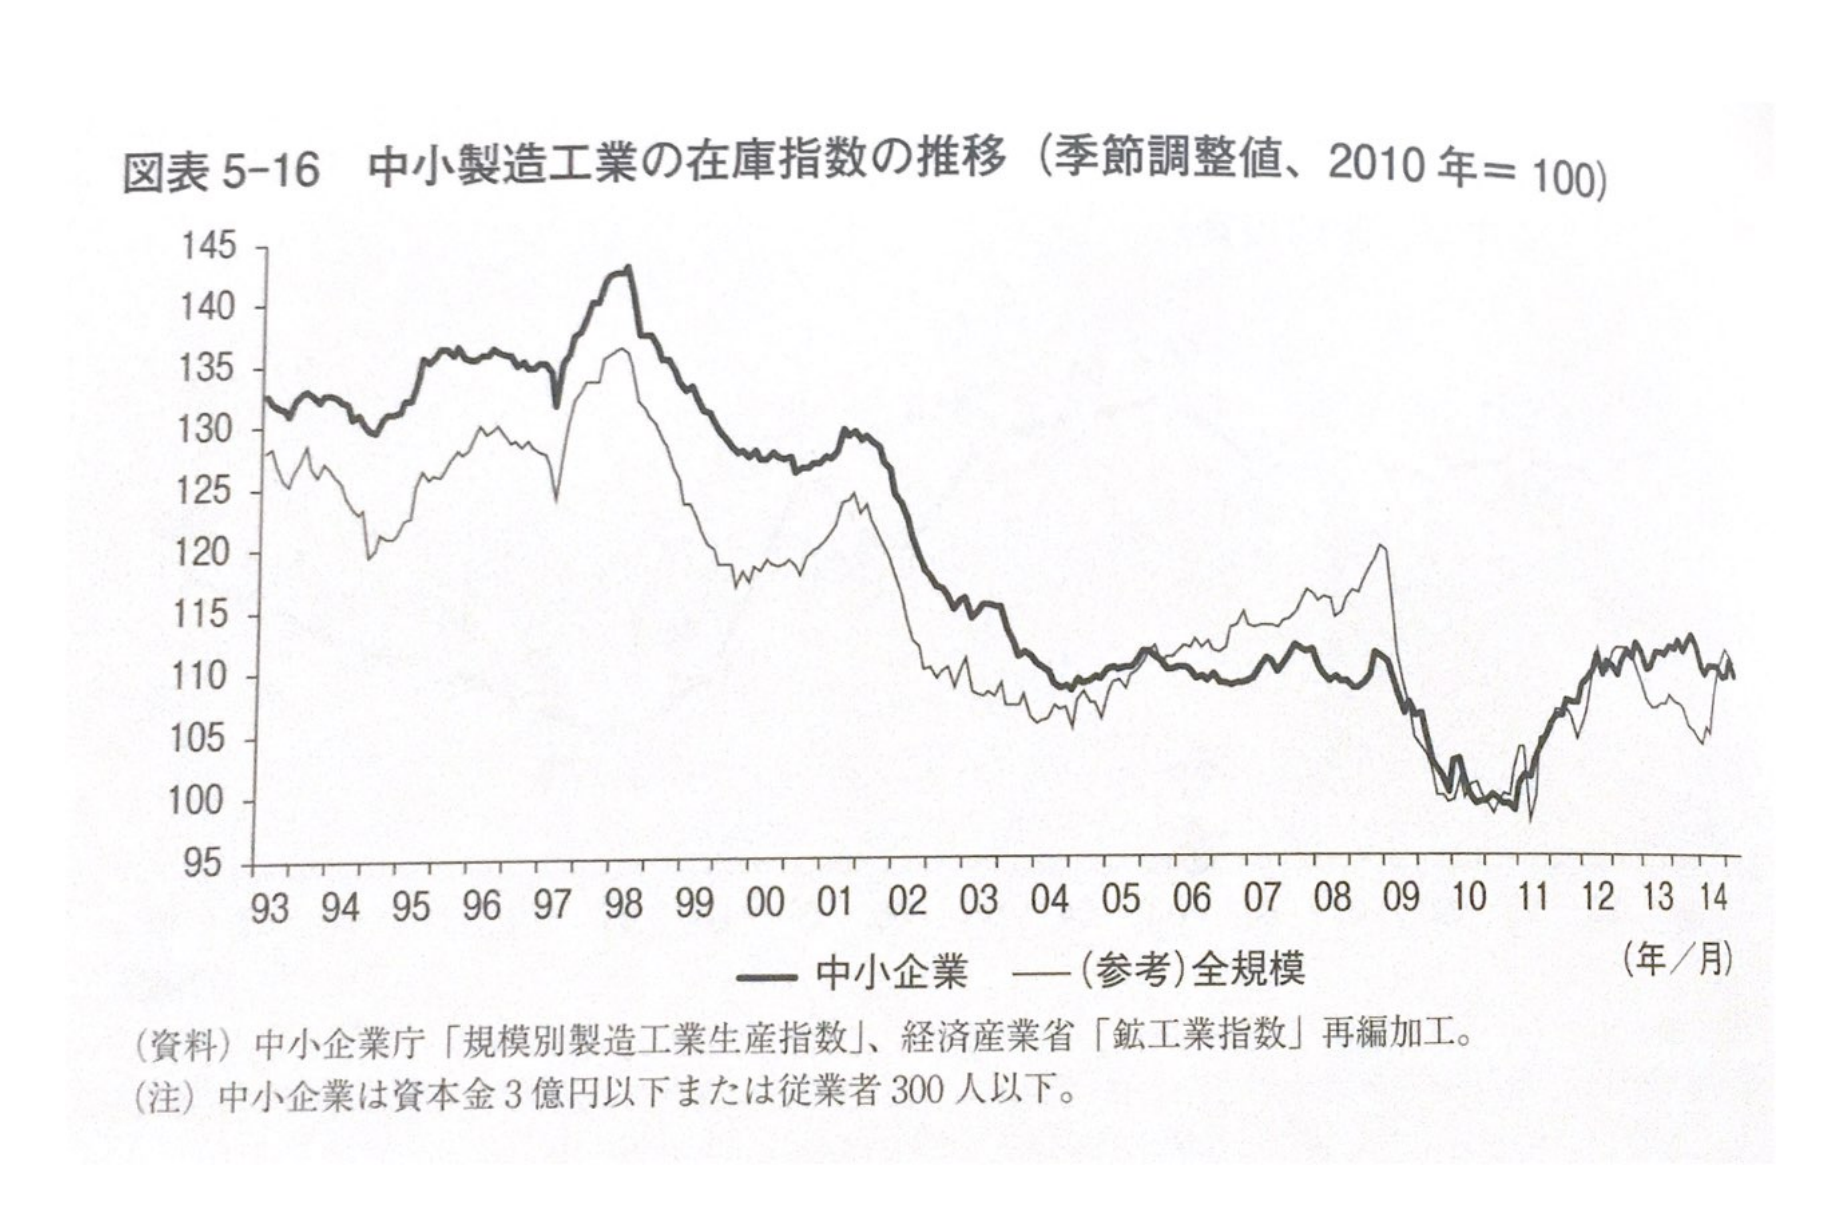 図表 5-16 中小製造工業の在庫指数の推移（季節調整値、2010 年＝ 100)
145
140
135
130
125
120
115
110
105
100
95
93 94 95 96 97 98 99 00 01 02 03 04 05 06 07 08 09 10 11 12 13 14
（年／月）
中小企業 (参考)全規模
（資料）中小企業庁「規模別製造工業生産指数」、経済産業省「鉱工業指数」再編加工。
（注）中小企業は資本金 3 億円以下または従業者 300 人以下。